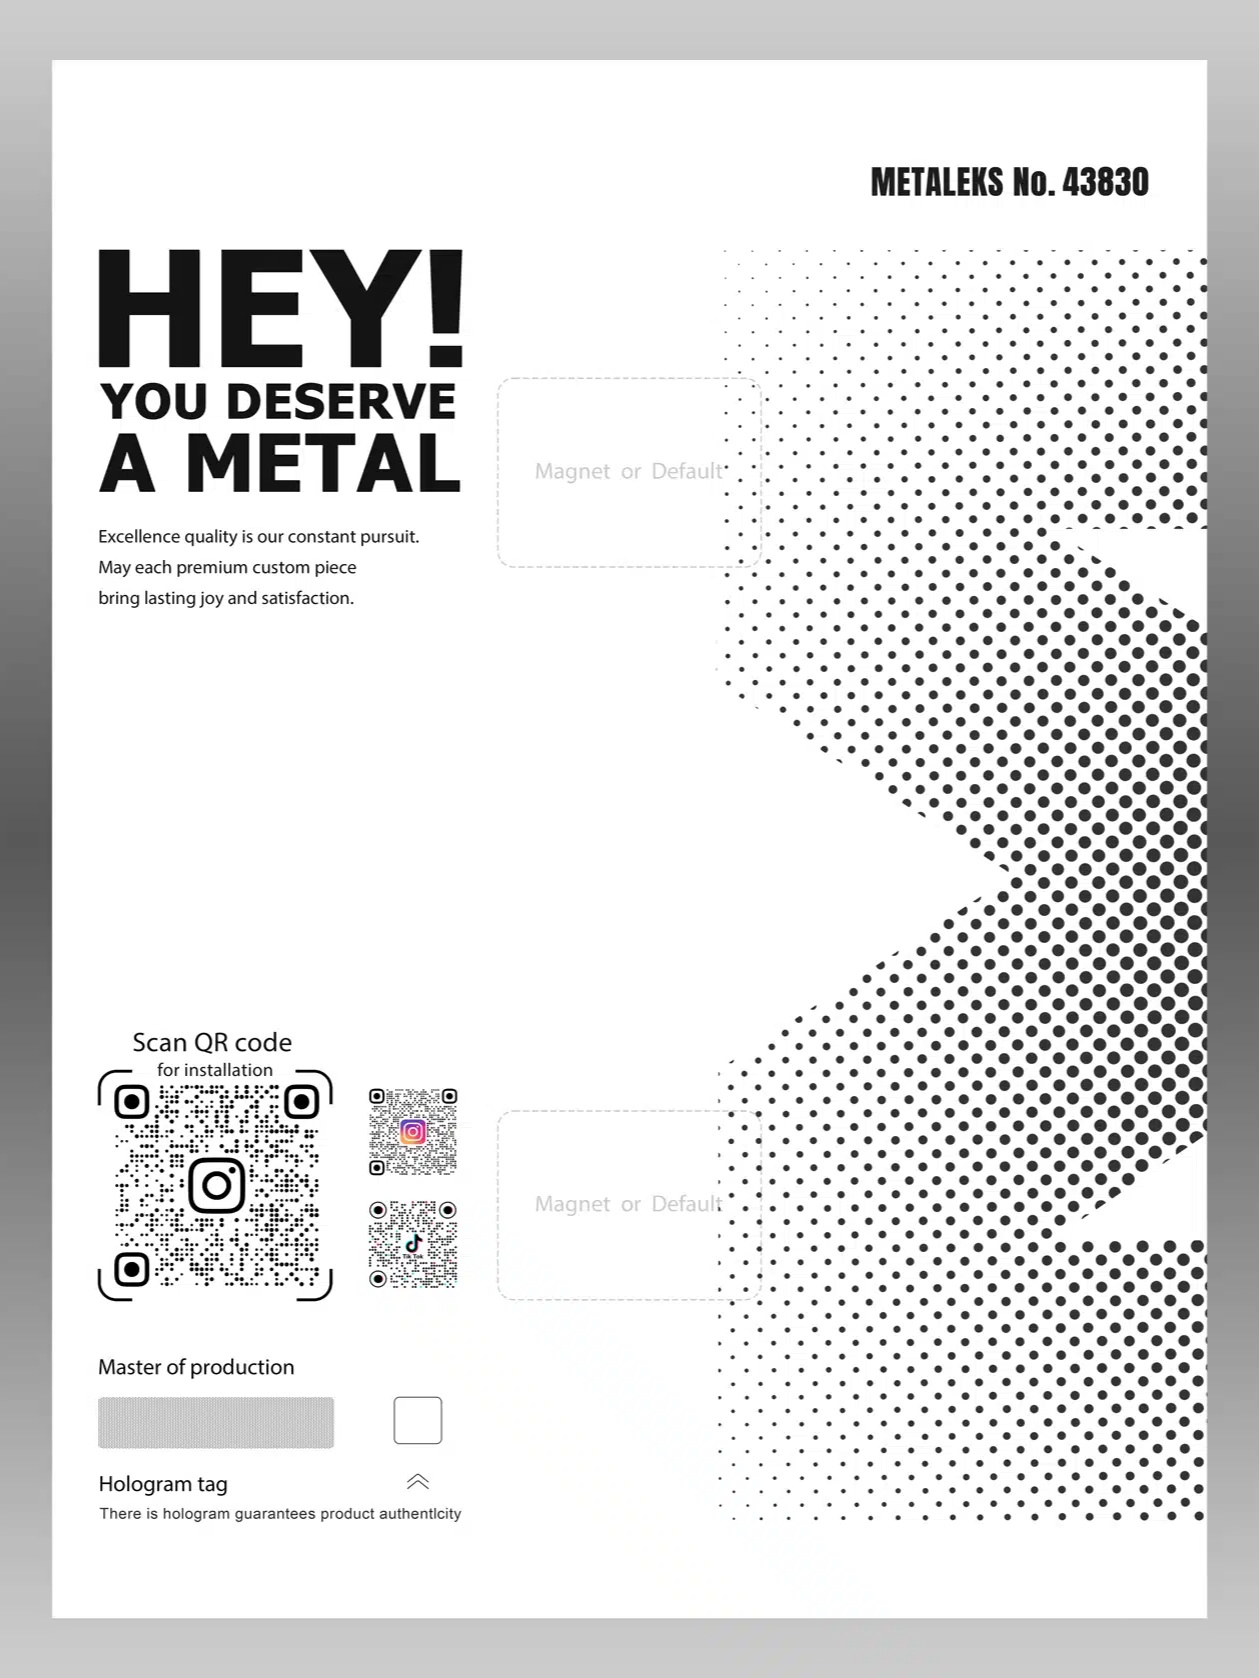 METALEKS No. 43830
HEY!
YOU DESERVE
A METAL
Excellence quality is our constant pursuit.
May each premium custom piece
bring lasting joy and satisfaction.
Magnet or Default
Scan QR code
for installation
Tik Tok
Magnet or Default
Master of production
Hologram tag
There is hologram guarantees product authentlcity